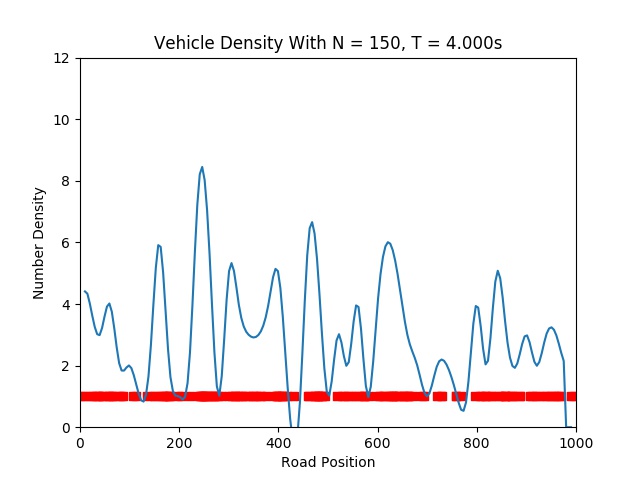 Vehicle Density With N = 150, T = 4.000s
12
10
8
6
4
2
0
Number Density
0 200 400 600 800 1000
Road Position